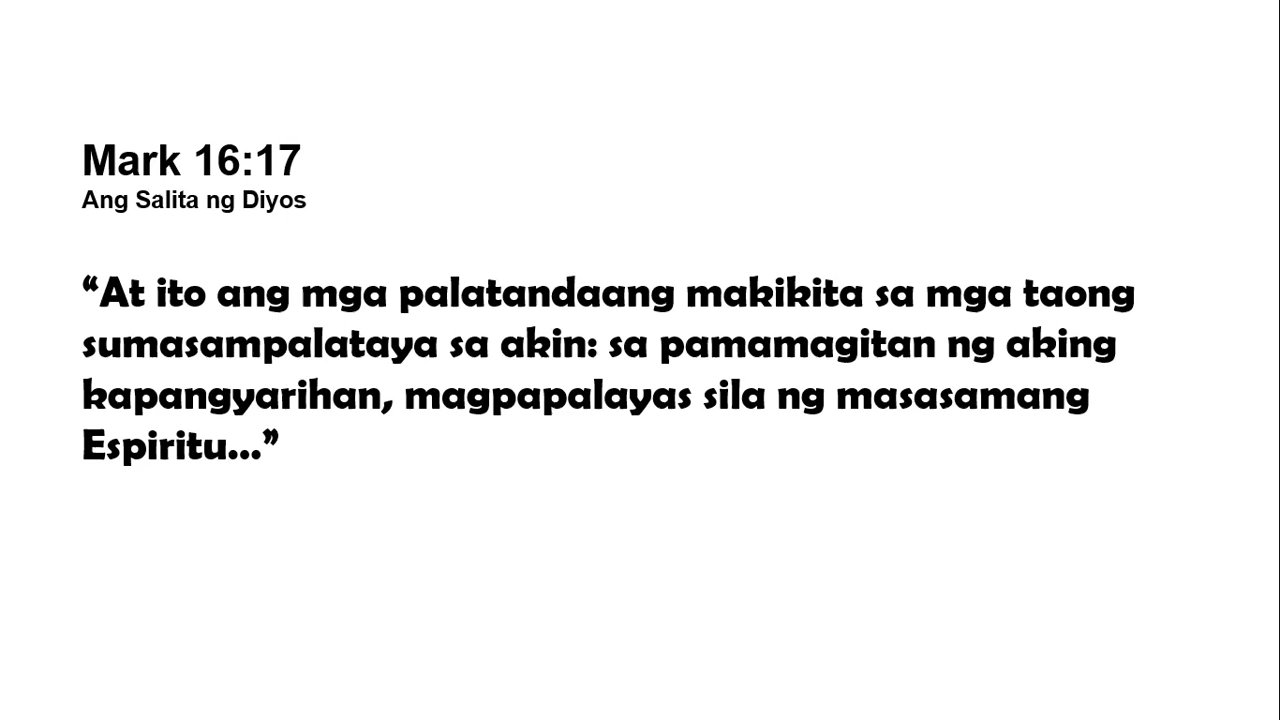 Mark 16:17
Ang Salita ng Diyos
“At ito ang mga palatandaang makikita sa mga taong
sumasampalataya sa akin: sa pamamagitan ng aking
kapangyarihan, magpapalayas sila ng masasamang
Espiritu...”